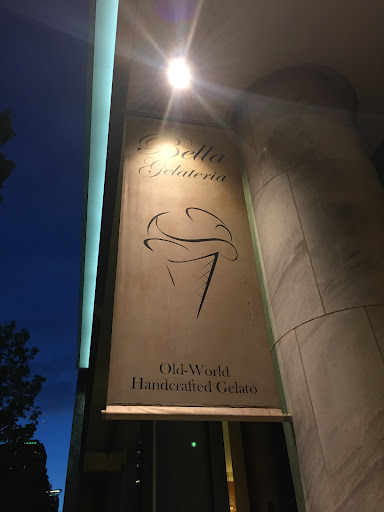 Bella
Gelateria
Old-World
Handcrafted Gelato